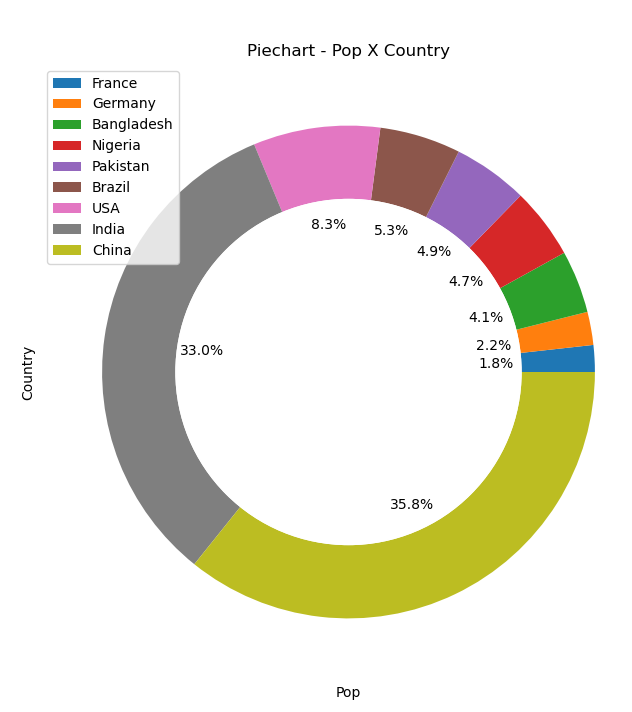 Piechart - Pop X Country
France
Germany
Bangladesh
Nigeria
Pakistan
Brazil
USA
India
China
8.3%
5.3%
4.9%
4.7%
4.1%
2.2%
1.8%
33.0%
35.8%
Country
Pop